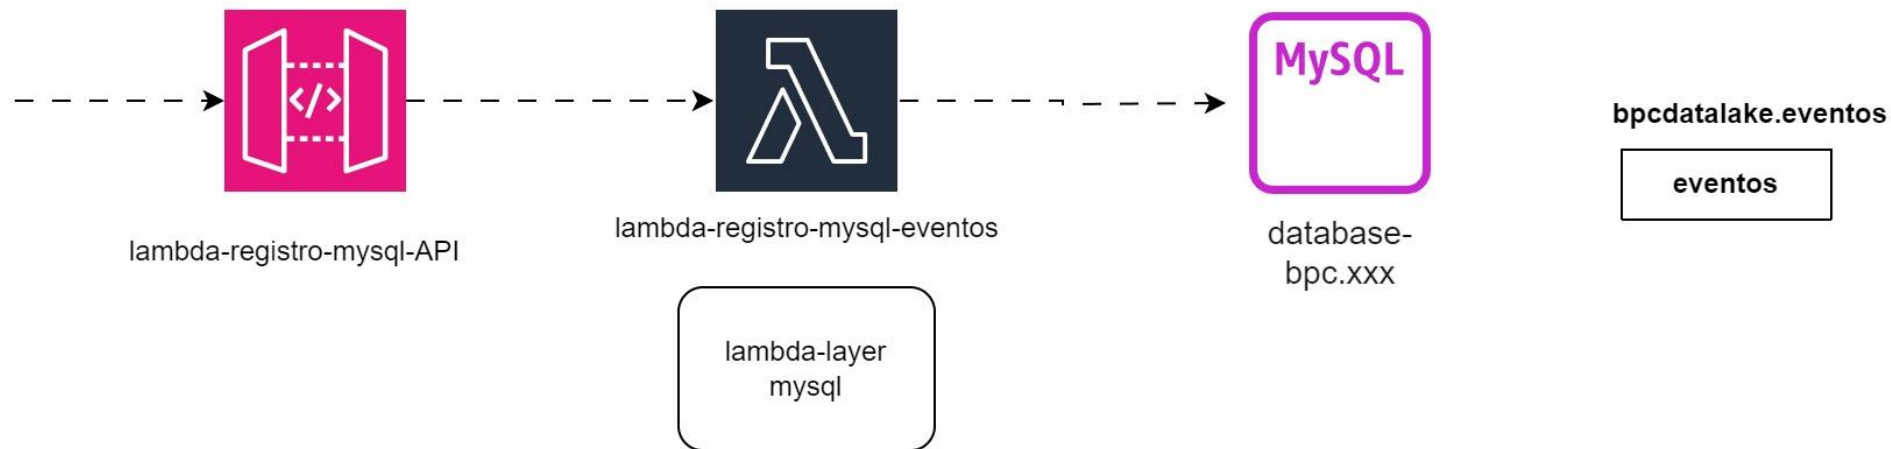 </>
lambda-registro-mysql-API
lambda-registro-mysql-eventos
lambda-layer
mysql
MySQL
database-
bpc.xxx
bpcdatalake.eventos
eventos